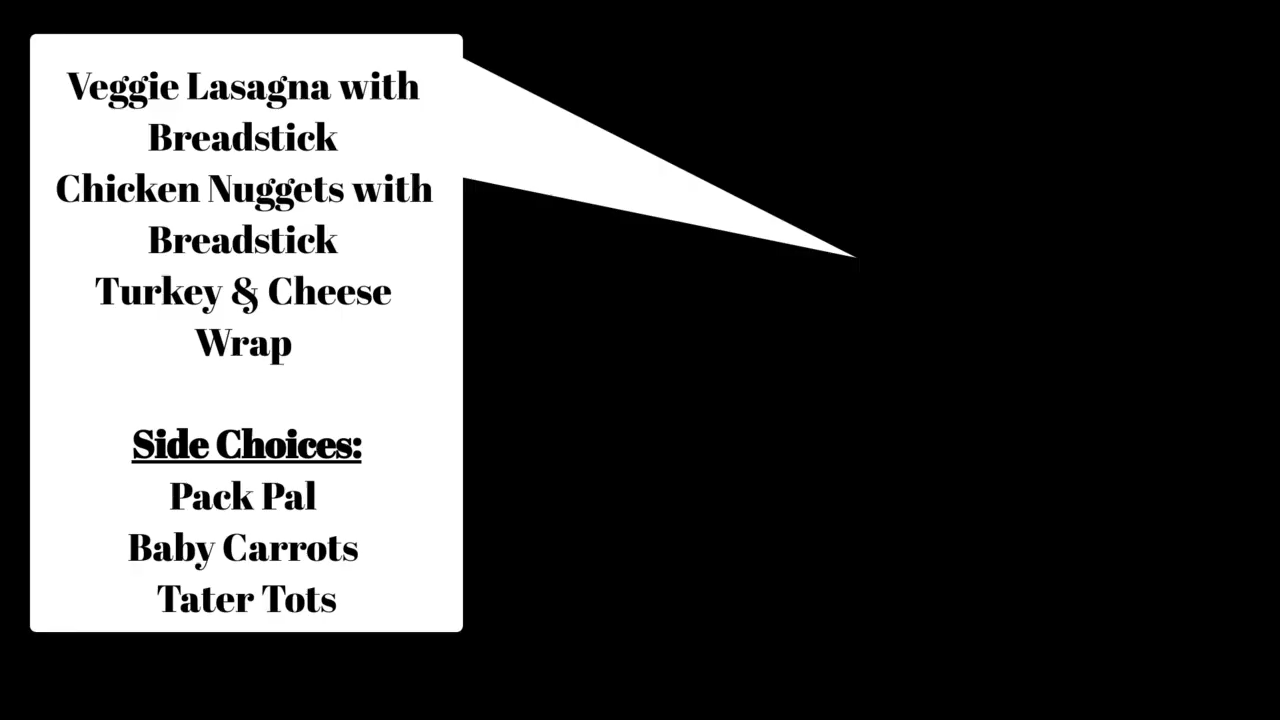 Veggie Lasagna with
Breadstick
Chicken Nuggets with
Breadstick
Turkey & Cheese
Wrap
Side Choices:
Pack Pal
Baby Carrots
Tater Tots